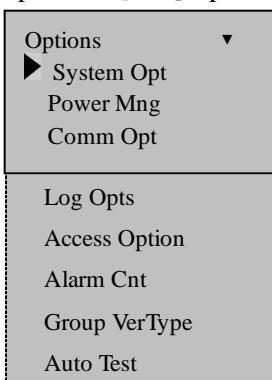 Options ▼
System Opt
Power Mng
Comm Opt
Log Opts
Access Option
Alarm Cnt
Group VerType
Auto Test